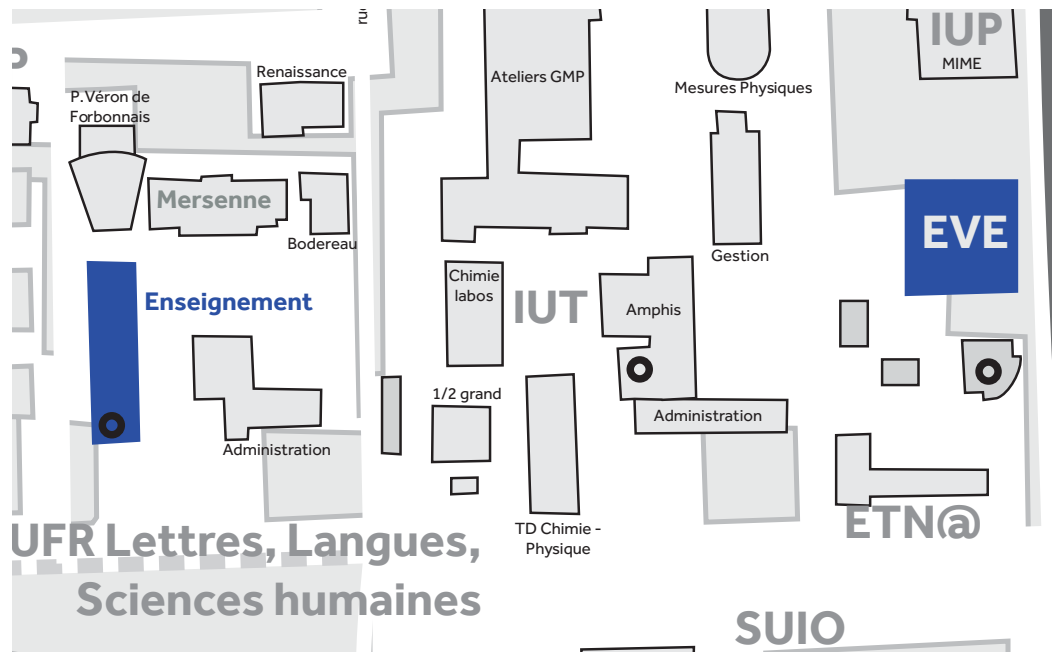 Renaissance
P.Véron de
Forbonnais
Mersenne
Bodereau
Enseignement
Administration
UFR Lettres, Langues,
Sciences humaines
Ateliers GMP
Mesures Physiques
IUP
MIME
Gestion
EVE
Chimie
labos
IUT
Amphis
1/2 grand
Administration
TD Chimie -
Physique
ETN@
SUIO